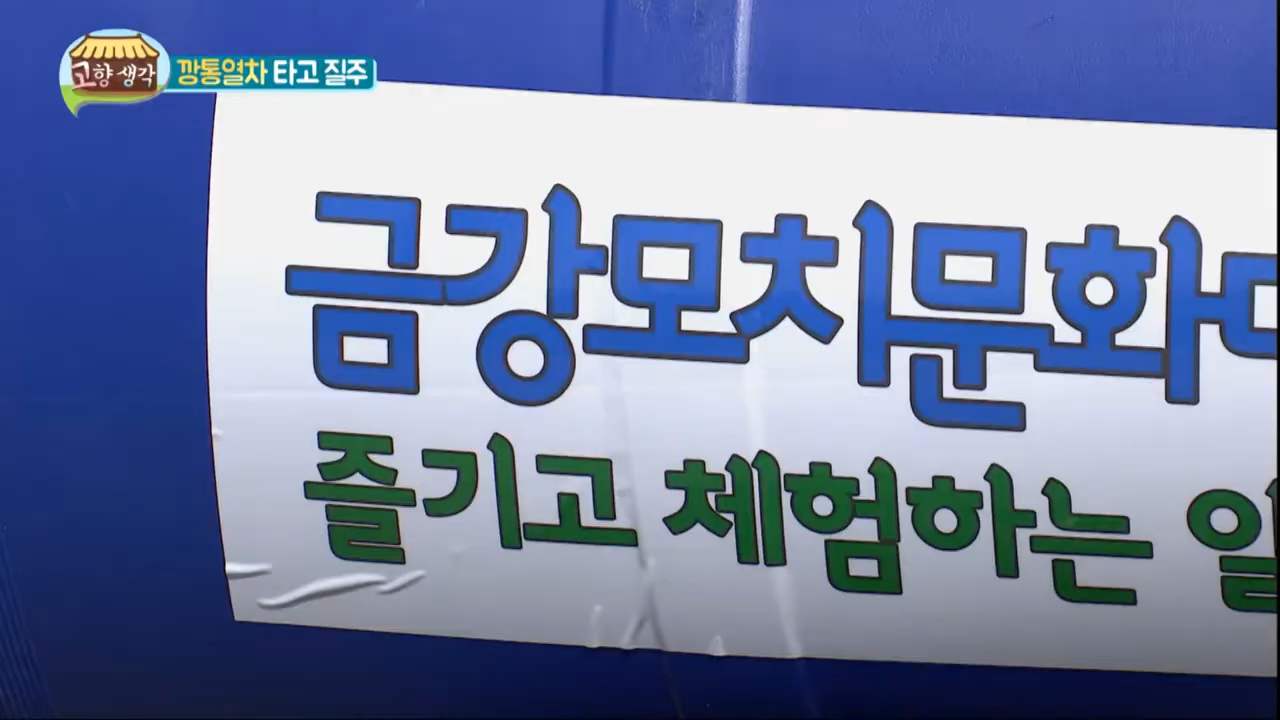 고향 생각
깡통열차 타고 질주
금강모치문화
즐기고 체험하는